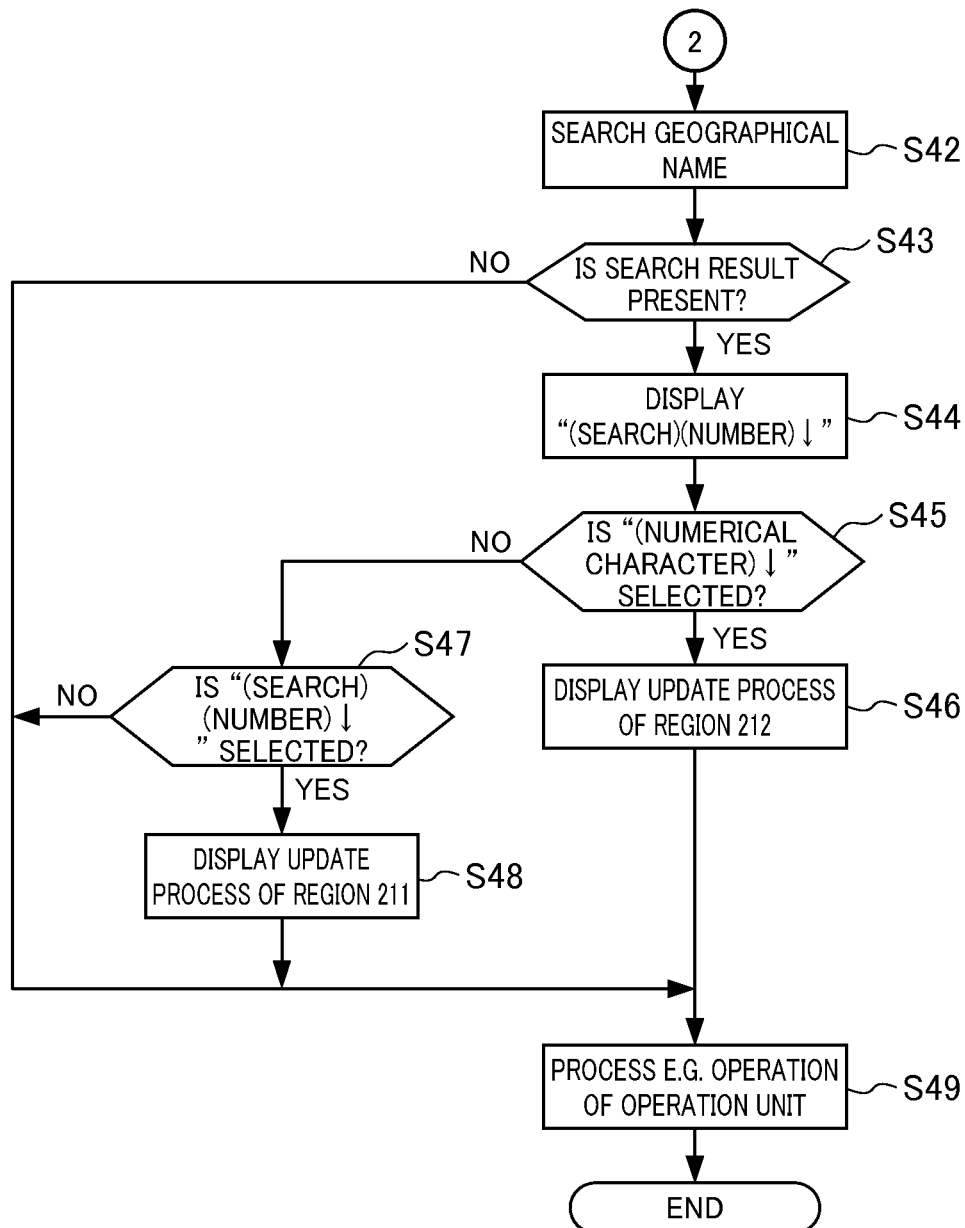 2
SEARCH GEOGRAPHICAL
NAME
S42
S43
NO
IS SEARCH RESULT
PRESENT?
YES
DISPLAY
“(SEARCH)(NUMBER)↓”
S44
S45
NO
IS “(NUMERICAL
CHARACTER)↓”
SELECTED?
YES
S47
NO
IS “(SEARCH)
(NUMBER)↓
” SELECTED?
YES
DISPLAY UPDATE PROCESS
OF REGION 212
S46
DISPLAY UPDATE
PROCESS OF REGION 211
S48
PROCESS E.G. OPERATION
OF OPERATION UNIT
S49
END